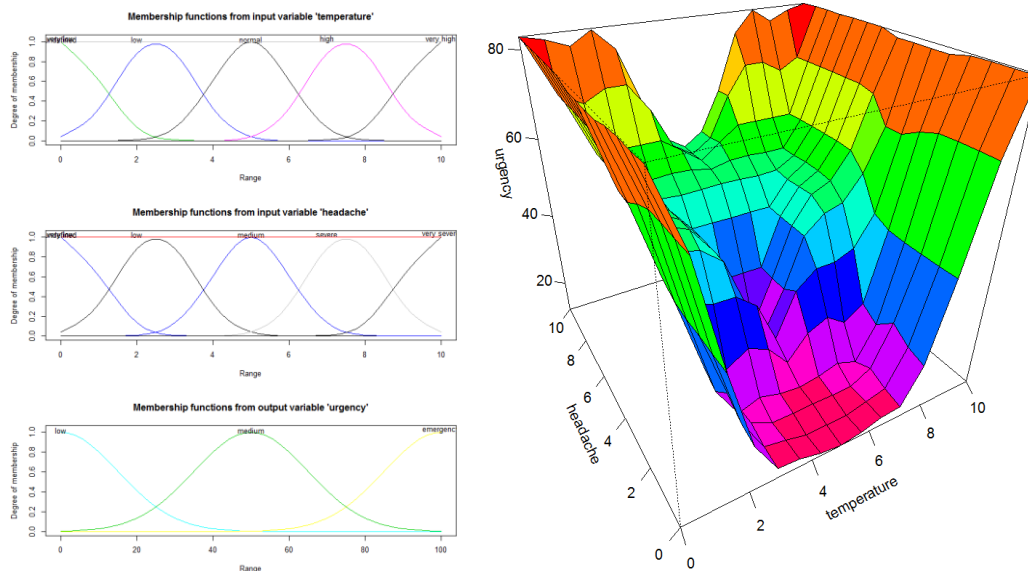 Membership functions from input variable 'temperature'
low
normal
high
very_high
Degree of membership
0.0 0.2 0.4 0.6 0.8 1.0
0 2 4 6 8 10
Range
Membership functions from input variable 'headache'
low
medium
severe
very_sever
Degree of membership
0.0 0.2 0.4 0.6 0.8 1.0
0 2 4 6 8 10
Range
Membership functions from output variable 'urgency'
low
medium
emergenc
Degree of membership
0.0 0.2 0.4 0.6 0.8 1.0
0 20 40 60 80 100
Range
80
60
40
20
urgency
10
8
6
4
2
0
headache
0
2
4
6
8
10
temperature